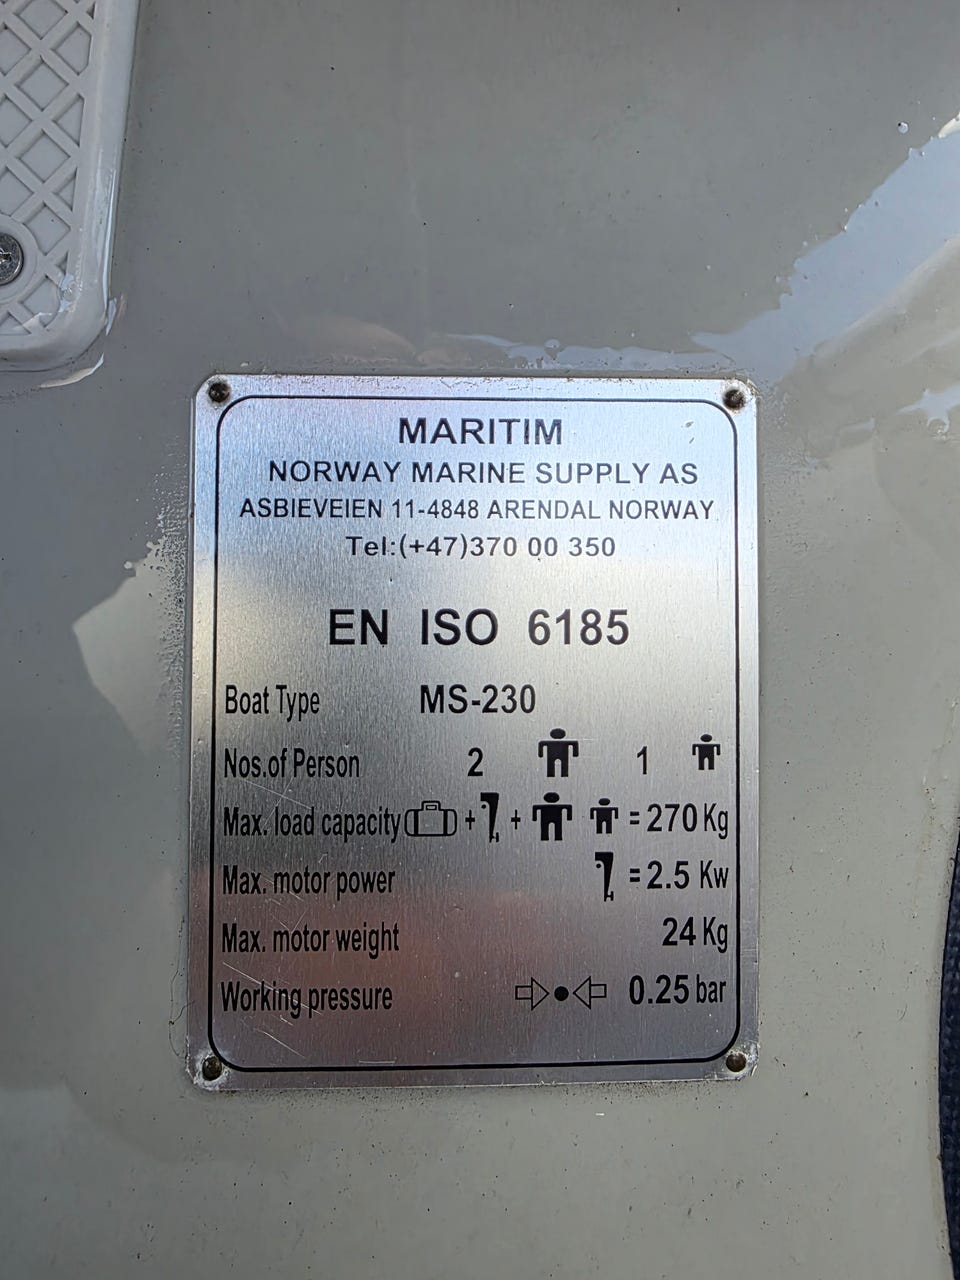 MARITIM
NORWAY MARINE SUPPLY AS
ASBIEVEIEN 11-4848 ARENDAL NORWAY
Tel:(+47)370 00 350
EN ISO 6185
Boat Type MS-230
Nos.of Person 2 1
Max. load capacity + + = 270 Kg
Max. motor power = 2.5 Kw
Max. motor weight 24 Kg
Working pressure 0.25 bar